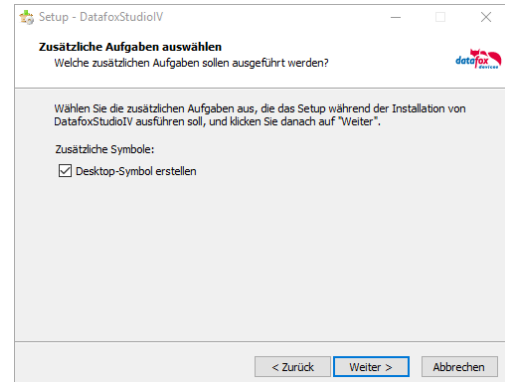 Setup - DatafoxStudioIV
Zusätzliche Aufgaben auswählen
Welche zusätzlichen Aufgaben sollen ausgeführt werden?
datafox
devices
Wählen Sie die zusätzlichen Aufgaben aus, die das Setup während der Installation von
DatafoxStudioIV ausführen soll, und klicken Sie danach auf "Weiter".
Zusätzliche Symbole:
Desktop-Symbol erstellen
< Zurück
Weiter >
Abbrechen